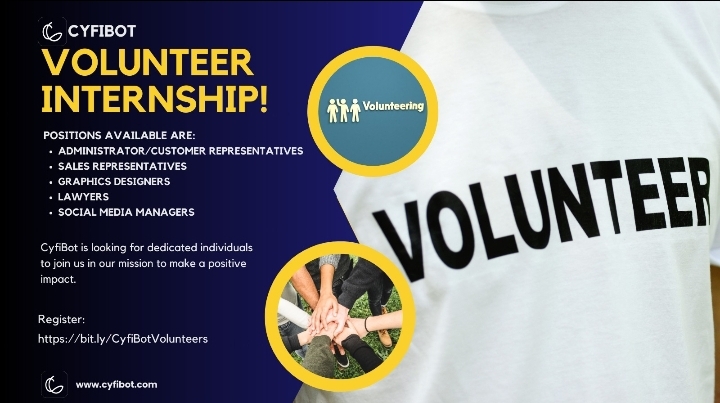 CYFIBOT
VOLUNTEER
INTERNSHIP!
POSITIONS AVAILABLE ARE:
• ADMINISTRATOR/CUSTOMER REPRESENTATIVES
• SALES REPRESENTATIVES
• GRAPHICS DESIGNERS
• LAWYERS
• SOCIAL MEDIA MANAGERS
CyfiBot is looking for dedicated individuals
to join us in our mission to make a positive
impact.
Register:
https://bit.ly/CyfiBotVolunteers
www.cyfibot.com
Volunteering
VOLUNTEER